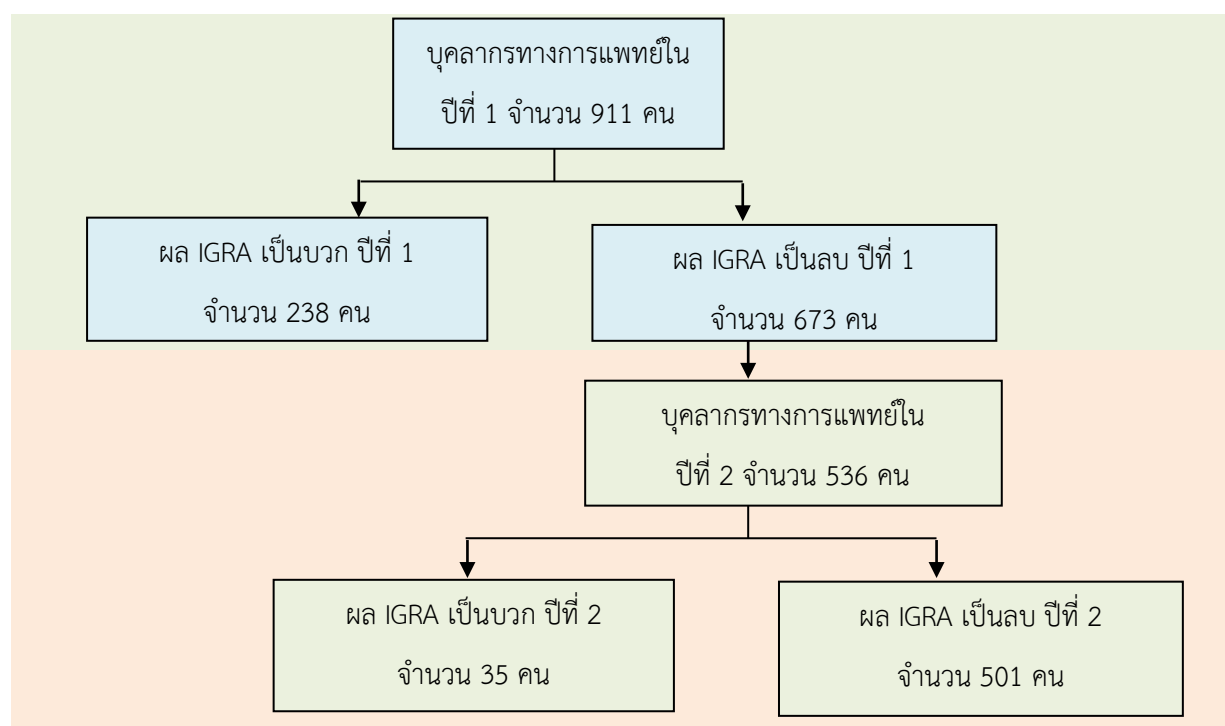 บุคลากรทางการแพทย์ใน
ปีที่ 1 จำนวน 911 คน
ผล IGRA เป็นบวก ปีที่ 1
จำนวน 238 คน
ผล IGRA เป็นลบ ปีที่ 1
จำนวน 673 คน
บุคลากรทางการแพทย์ใน
ปีที่ 2 จำนวน 536 คน
ผล IGRA เป็นบวก ปีที่ 2
จำนวน 35 คน
ผล IGRA เป็นลบ ปีที่ 2
จำนวน 501 คน